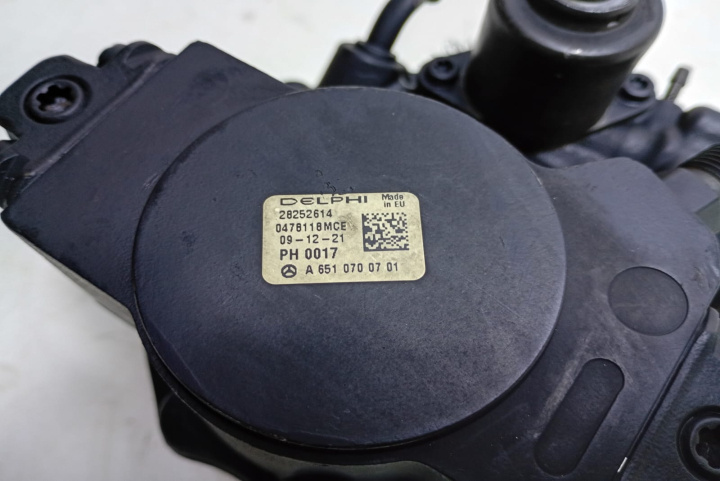 DELPHI Made in EU
28252614
0478118MCE
09-12-21
PH 0017
A 651 070 07 01